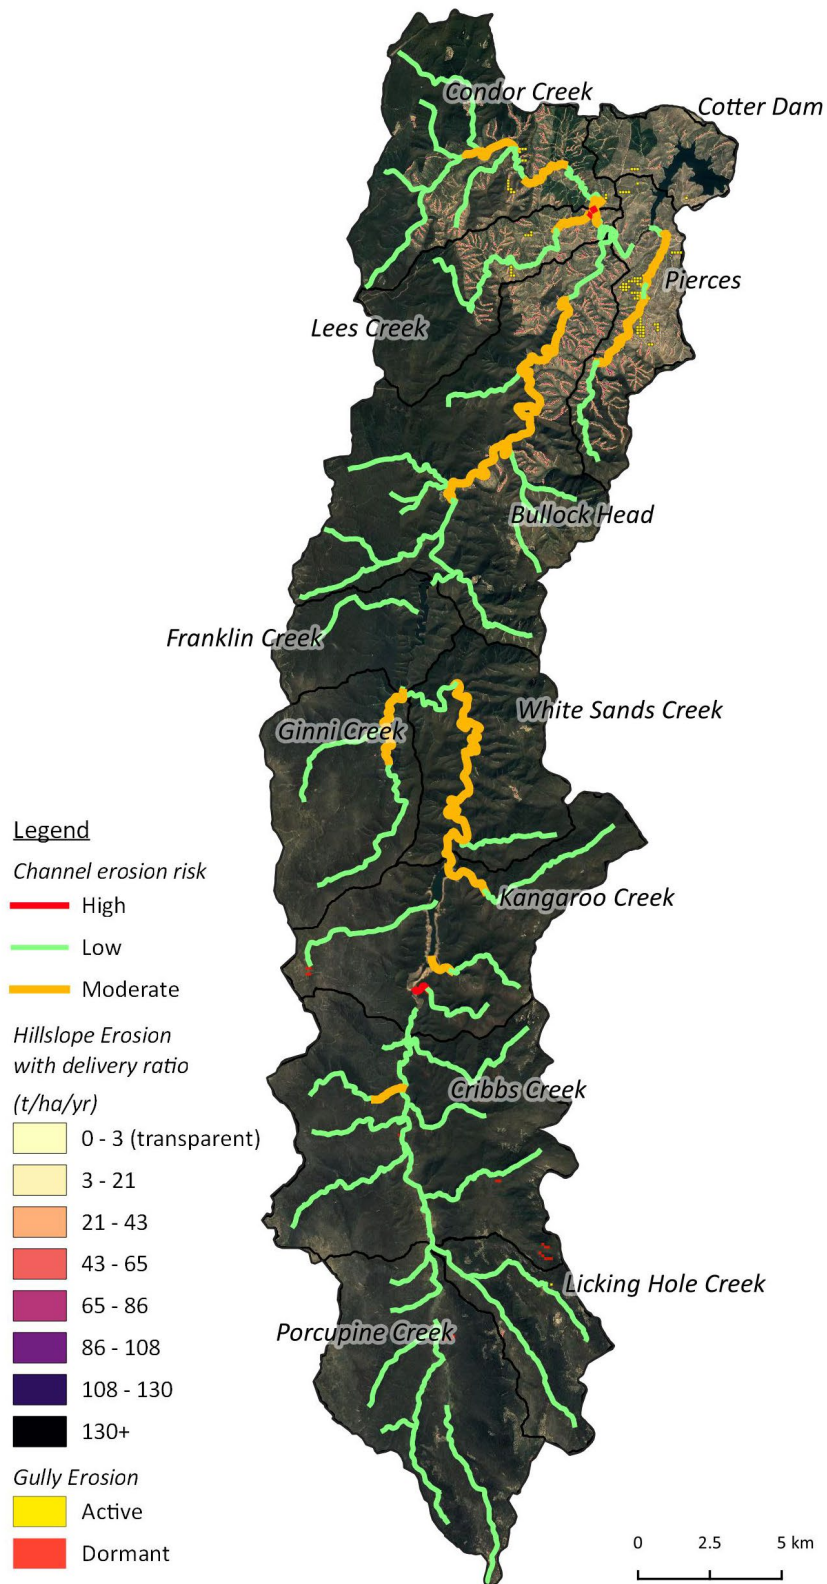 Condor Creek
Cotter Dam
Pierces
Lees Creek
Bullock Head
Franklin Creek
White Sands Creek
Ginni Creek
Kangaroo Creek
Cribbs Creek
Licking Hole Creek
Porcupine Creek
Legend
Channel erosion risk
High
Low
Moderate
Hillslope Erosion
with delivery ratio
(t/ha/yr)
0 - 3 (transparent)
3 - 21
21 - 43
43 - 65
65 - 86
86 - 108
108 - 130
130+
Gully Erosion
Active
Dormant
0 2.5 5 km